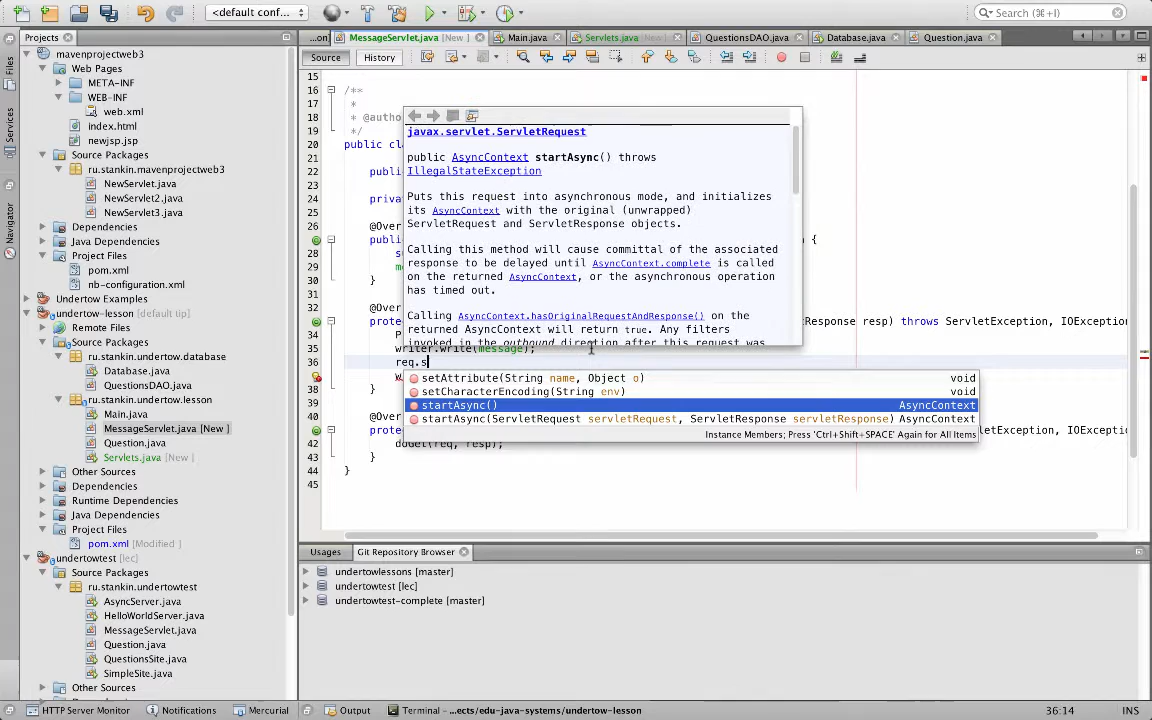 <default conf...
Search (⌘+I)
Projects
...on]
MessageServlet.java [New ]
Main.java
Servlets.java
QuestionsDAO.java
Database.java
Question.java
Source
History
Files
Services
Navigator
mavenprojectweb3
Web Pages
META-INF
WEB-INF
web.xml
index.html
newjsp.jsp
Source Packages
ru.stankin.mavenprojectweb3
NewServlet.java
NewServlet2.java
NewServlet3.java
Dependencies
Java Dependencies
Project Files
pom.xml
nb-configuration.xml
Undertow Examples
undertow-lesson [default tip]
Remote Files
Source Packages
ru.stankin.undertow.database
Database.java
QuestionsDAO.java
ru.stankin.undertow.lesson
Main.java
MessageServlet.java [New ]
Question.java
Servlets.java [New ]
Other Sources
Dependencies
Runtime Dependencies
Java Dependencies
Project Files
pom.xml [Modified ]
undertowtest [lec]
Source Packages
ru.stankin.undertowtest
AsyncServer.java
HelloWorldServer.java
MessageServlet.java
Question.java
QuestionsSite.java
SimpleSite.java
Other Sources
15
16 /**
17 *
18 * @autho
19 */
20 public cla
21
22 publi
23
24 priva
25
26 @Over
publi {
28 su
29 me
30 }
31
32 @Over
prote Response resp) throws ServletException, IOExce
34 P
35 writer.write(message);
36 req.s
w
38 }
39
40 @Over
prote letException, IOExce
42 doGet(req, resp);
43 }
44 }
45
javax.servlet.ServletRequest
public AsyncContext startAsync() throws
IllegalStateException
Puts this request into asynchronous mode, and initializes
its AsyncContext with the original (unwrapped)
ServletRequest and ServletResponse objects.
Calling this method will cause committal of the associated
response to be delayed until AsyncContext.complete is called
on the returned AsyncContext, or the asynchronous operation
has timed out.
Calling AsyncContext.hasOriginalRequestAndResponse() on the
returned AsyncContext will return true. Any filters
invoked in the outbound direction after this request was
setAttribute(String name, Object o) void
setCharacterEncoding(String env) void
startAsync() AsyncContext
startAsync(ServletRequest servletRequest, ServletResponse servletResponse) AsyncContext
Instance Members; Press 'Ctrl+Shift+SPACE' Again for All Items
Usages
Git Repository Browser
undertowlessons [master]
undertowtest [lec]
undertowtest-complete [master]
HTTP Server Monitor
Notifications
Mercurial
Output
Terminal - ...ects/edu-java-systems/undertow-lesson
36:14
INS